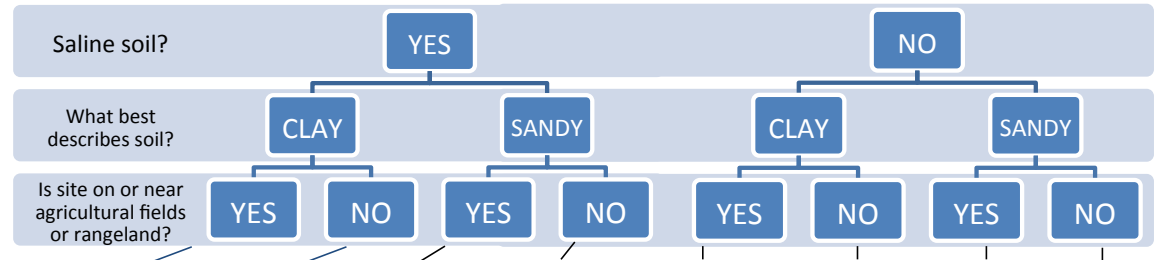 Saline soil?
YES
NO
What best
describes soil?
CLAY
SANDY
CLAY
SANDY
Is site on or near
agricultural fields
or rangeland?
YES
NO
YES
NO
YES
NO
YES
NO